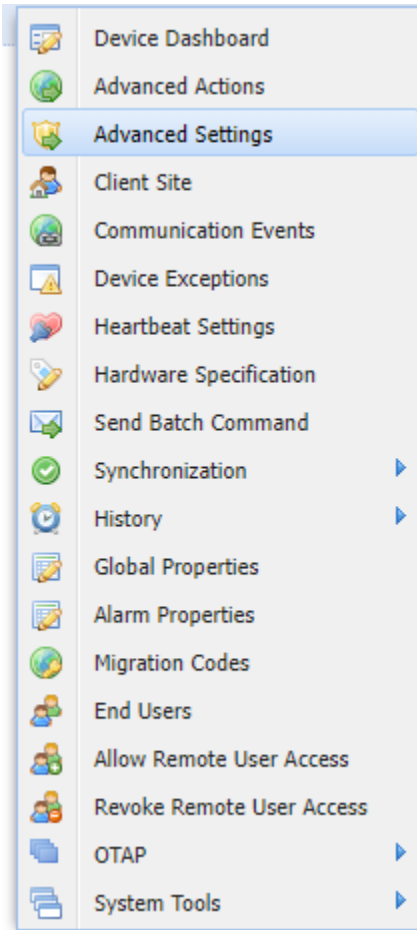 Device Dashboard
Advanced Actions
Advanced Settings
Client Site
Communication Events
Device Exceptions
Heartbeat Settings
Hardware Specification
Send Batch Command
Synchronization
History
Global Properties
Alarm Properties
Migration Codes
End Users
Allow Remote User Access
Revoke Remote User Access
OTAP
System Tools